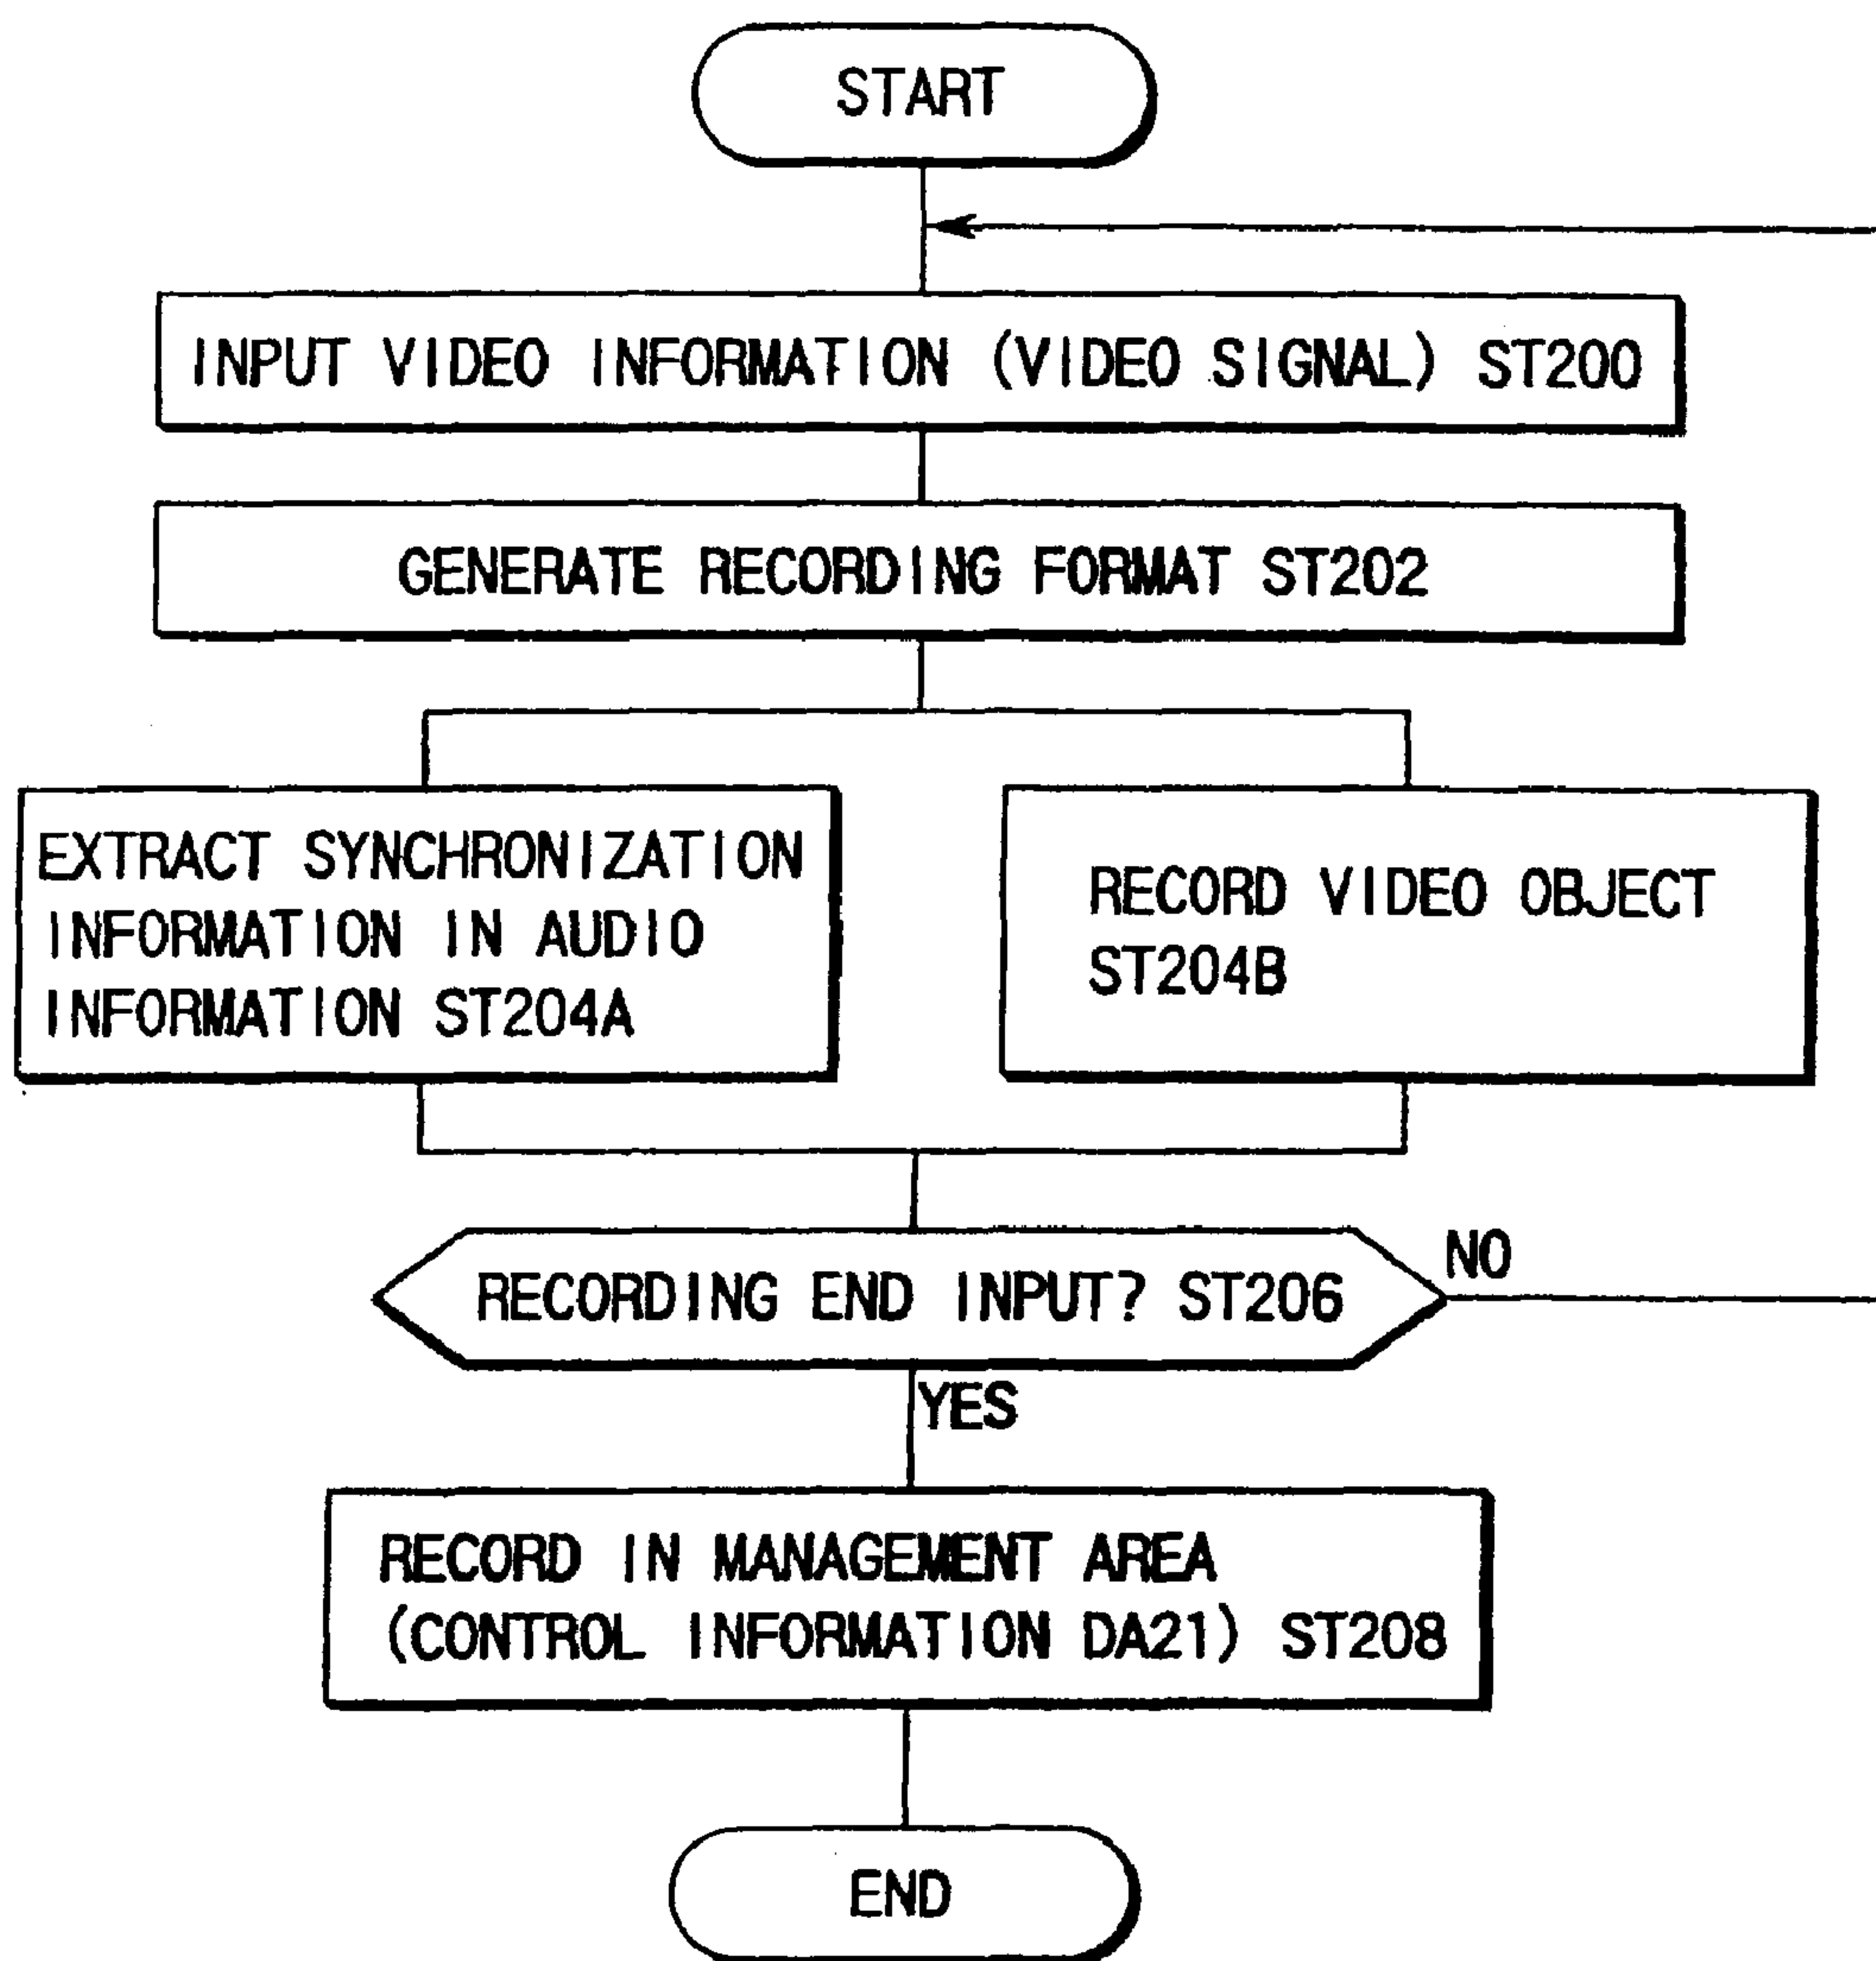 START
INPUT VIDEO INFORMATION (VIDEO SIGNAL) ST200
GENERATE RECORDING FORMAT ST202
EXTRACT SYNCHRONIZATION
INFORMATION IN AUDIO
INFORMATION ST204A
RECORD VIDEO OBJECT
ST204B
RECORDING END INPUT? ST206
NO
YES
RECORD IN MANAGEMENT AREA
(CONTROL INFORMATION DA21) ST208
END